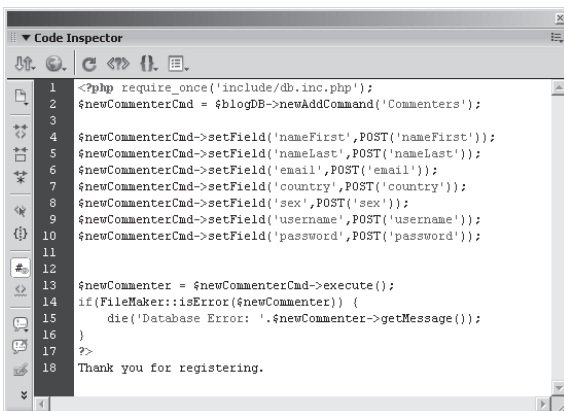 Code Inspector
1 <?php require_once('include/db.inc.php');
2 $newCommenterCmd = $blogDB->newAddCommand('Commenters');
3
4 $newCommenterCmd->setField('nameFirst',POST('nameFirst'));
5 $newCommenterCmd->setField('nameLast',POST('nameLast'));
6 $newCommenterCmd->setField('email',POST('email'));
7 $newCommenterCmd->setField('country',POST('country'));
8 $newCommenterCmd->setField('sex',POST('sex'));
9 $newCommenterCmd->setField('username',POST('username'));
10 $newCommenterCmd->setField('password',POST('password'));
11
12
13 $newCommenter = $newCommenterCmd->execute();
14 if(FileMaker::isError($newCommenter)) {
15 die('Database Error: '.$newCommenter->getMessage());
16 }
17 ?>
18 Thank you for registering.